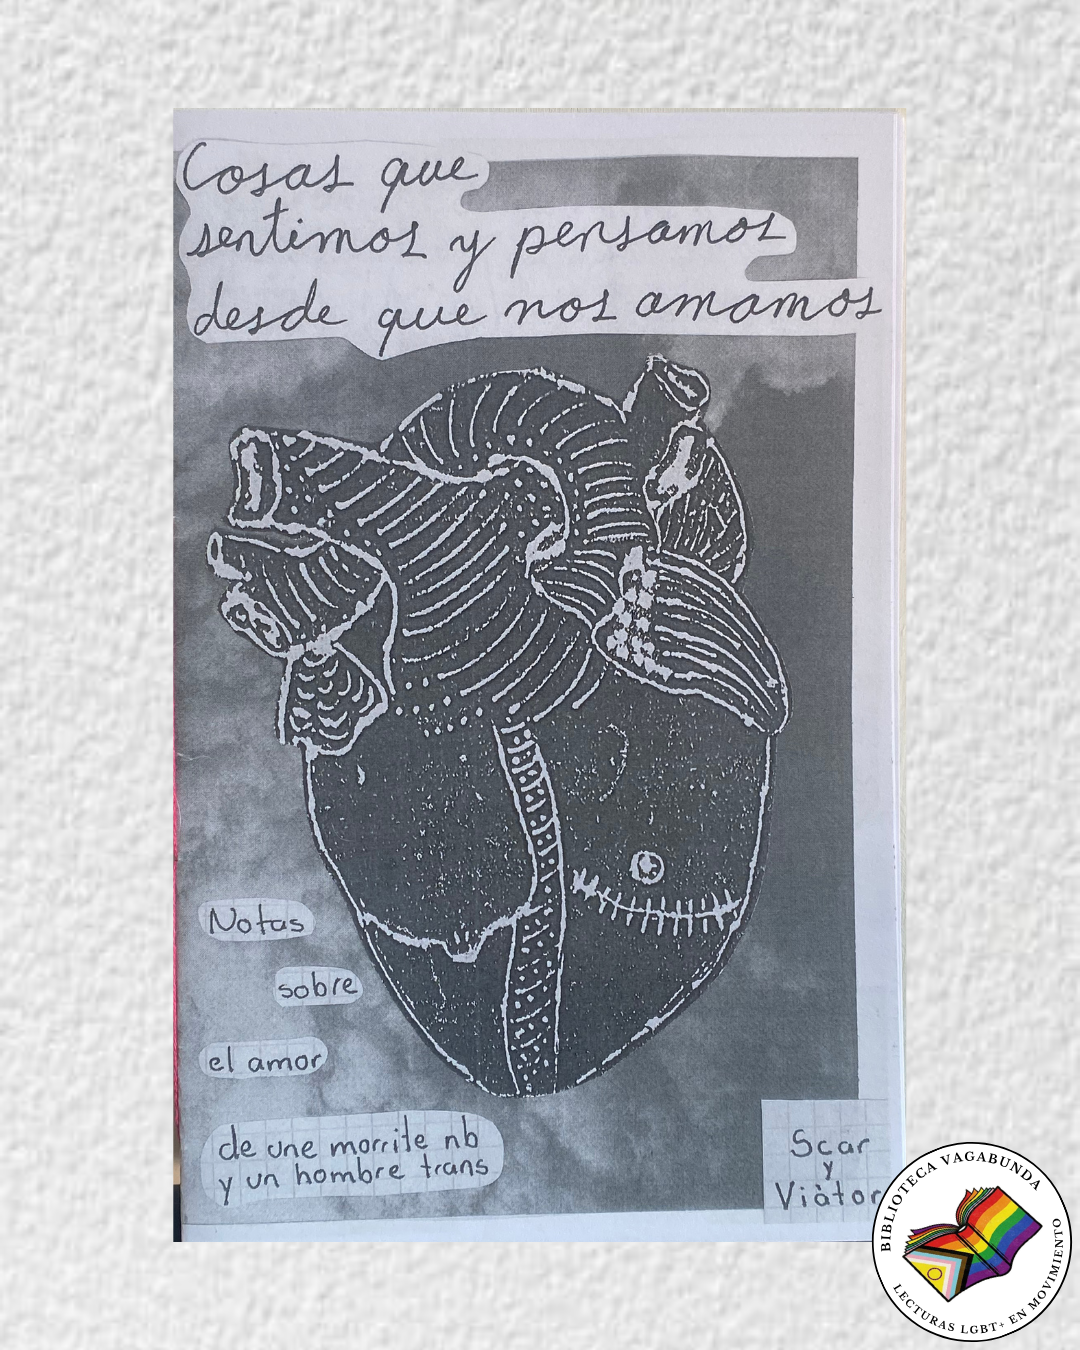 Cosas que
sentimos y pensamos
desde que nos amamos
Notas
sobre
el amor
de une morrite nb
y un hombre trans
Scar
y
Viàtor
BIBLIOTECA VAGABUNDA
LECTURAS LGBT+ EN MOVIMIENTO